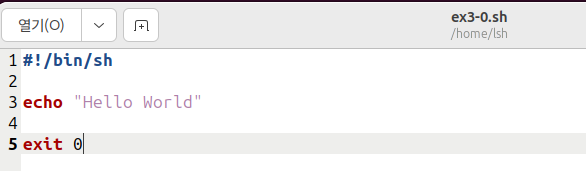 열기(O)
ex3-0.sh
/home/lsh
1 #!/bin/sh
2
3 echo "Hello World"
4
5 exit 0